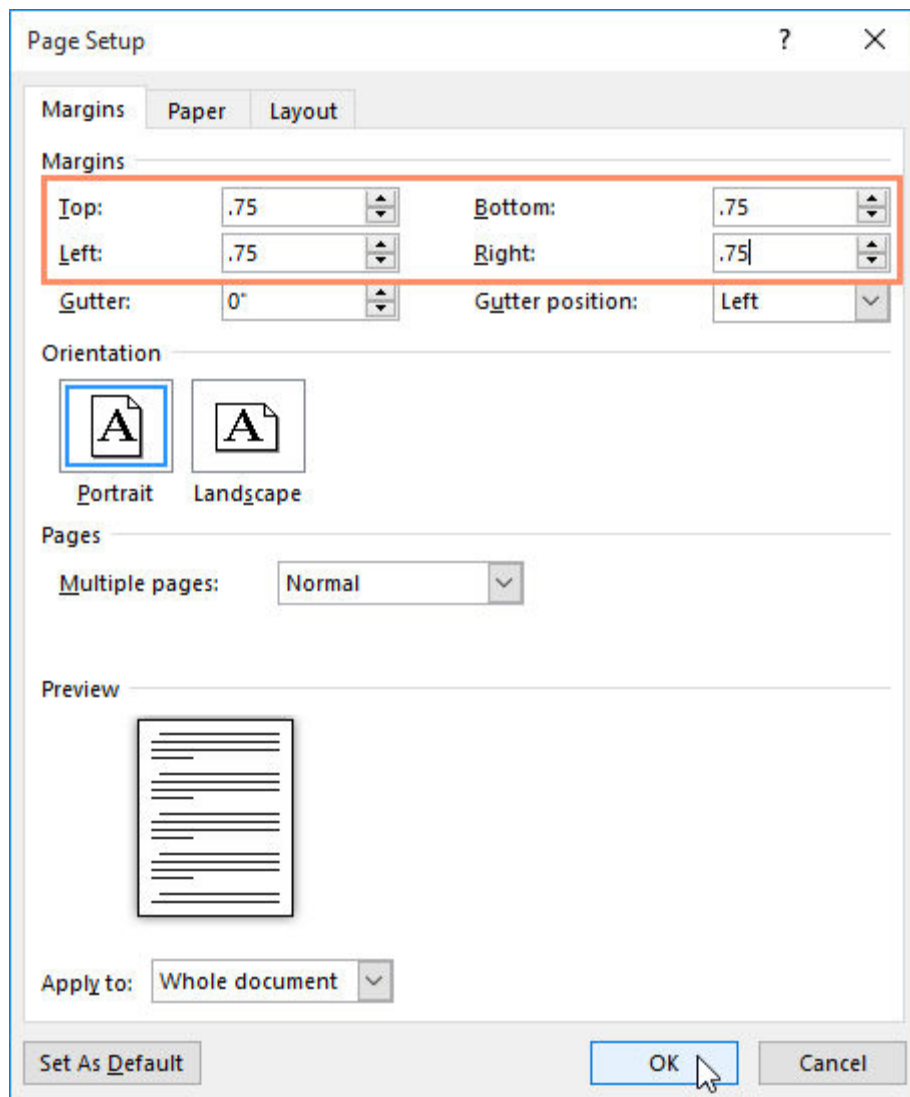 Page Setup ?
Margins Paper Layout
Margins
Top: .75 Bottom: .75
Left: .75 Right: .75
Gutter: 0" Gutter position: Left
Orientation
A A
Portrait Landscape
Pages
Multiple pages: Normal
Preview
Apply to: Whole document
Set As Default OK Cancel